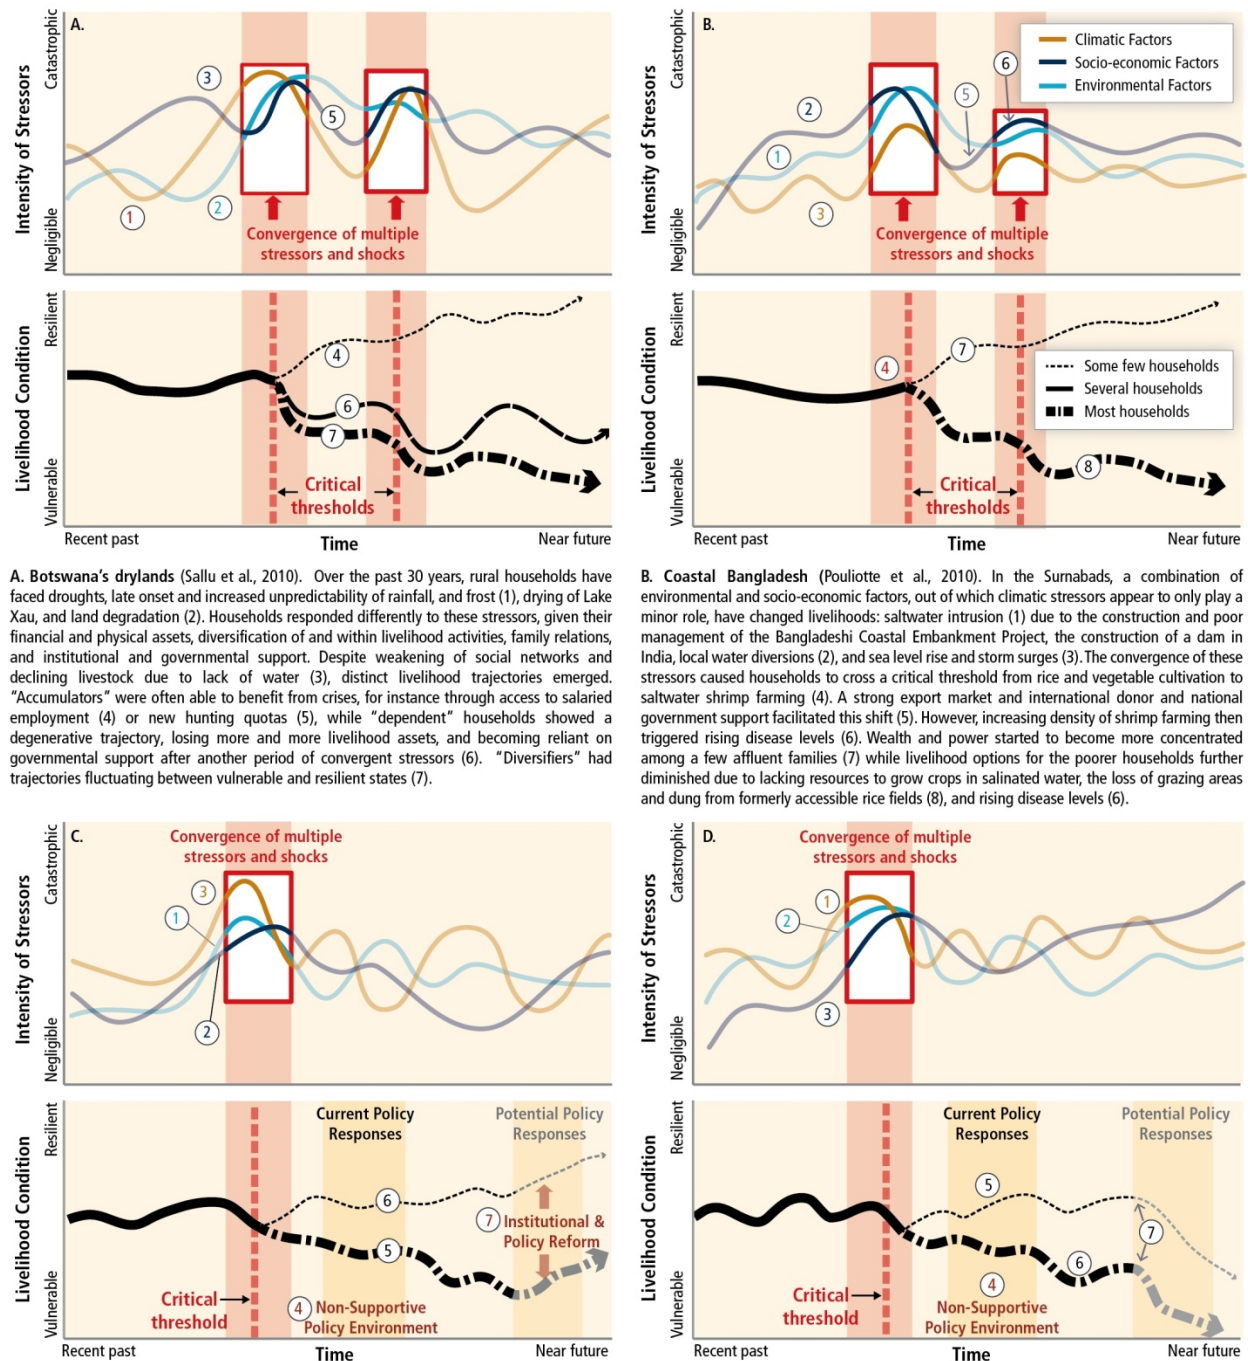 A.
Catastrophic
Intensity of Stressors
Negligible
3
5
1
2
Convergence of multiple
stressors and shocks
Resilient
Livelihood Condition
Vulnerable
4
6
7
Critical
thresholds
Recent past
Time
Near future
B.
Catastrophic
Intensity of Stressors
Negligible
Climatic Factors
Socio-economic Factors
Environmental Factors
6
5
2
1
3
Convergence of multiple
stressors and shocks
Resilient
Livelihood Condition
Vulnerable
4
7
8
Some few households
Several households
Most households
Critical
thresholds
Recent past
Time
Near future
A. Botswana’s drylands (Sallu et al., 2010). Over the past 30 years, rural households have
faced droughts, late onset and increased unpredictability of rainfall, and frost (1), drying of Lake
Xau, and land degradation (2). Households responded differently to these stressors, given their
financial and physical assets, diversification of and within livelihood activities, family relations,
and institutional and governmental support. Despite weakening of social networks and
declining livestock due to lack of water (3), distinct livelihood trajectories emerged.
“Accumulators” were often able to benefit from crises, for instance through access to salaried
employment (4) or new hunting quotas (5), while “dependent” households showed a
degenerative trajectory, losing more and more livelihood assets, and becoming reliant on
governmental support after another period of convergent stressors (6). “Diversifiers” had
trajectories fluctuating between vulnerable and resilient states (7).
B. Coastal Bangladesh (Pouliotte et al., 2010). In the Surnabads, a combination of
environmental and socio-economic factors, out of which climatic stressors appear to only play a
minor role, have changed livelihoods: saltwater intrusion (1) due to the construction and poor
management of the Bangladeshi Coastal Embankment Project, the construction of a dam in
India, local water diversions (2), and sea level rise and storm surges (3). The convergence of these
stressors caused households to cross a critical threshold from rice and vegetable cultivation to
saltwater shrimp farming (4). A strong export market and international donor and national
government support facilitated this shift (5). However, increasing density of shrimp farming then
triggered rising disease levels (6). Wealth and power started to become more concentrated
among a few affluent families (7) while livelihood options for the poorer households further
diminished due to lacking resources to grow crops in salinated water, the loss of grazing areas
and dung from formerly accessible rice fields (8), and rising disease levels (6).
C.
Convergence of multiple
stressors and shocks
Catastrophic
Intensity of Stressors
Negligible
3
1
2
Resilient
Livelihood Condition
Vulnerable
Current Policy
Responses
Potential Policy
Responses
6
5
7
Institutional &
Policy Reform
Critical
threshold
4
Non-Supportive
Policy Environment
Recent past
Time
Near future
D.
Convergence of multiple
stressors and shocks
Catastrophic
Intensity of Stressors
Negligible
1
2
3
Resilient
Livelihood Condition
Vulnerable
Current Policy
Responses
Potential Policy
Responses
5
7
6
4
Critical
threshold
Non-Supportive
Policy Environment
Recent past
Time
Near future